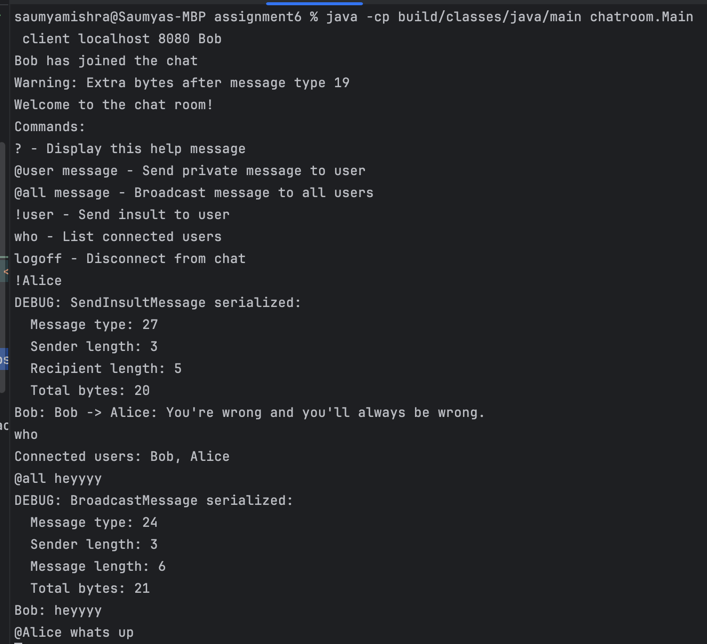 saumyamishra@Saumyas-MBP assignment6 % java -cp build/classes/java/main chatroom.Main
client localhost 8080 Bob
Bob has joined the chat
Warning: Extra bytes after message type 19
Welcome to the chat room!
Commands:
? - Display this help message
@user message - Send private message to user
@all message - Broadcast message to all users
!user - Send insult to user
who - List connected users
logoff - Disconnect from chat
!Alice
DEBUG: SendInsultMessage serialized:
Message type: 27
Sender length: 3
Recipient length: 5
Total bytes: 20
Bob: Bob -> Alice: You're wrong and you'll always be wrong.
who
Connected users: Bob, Alice
@all heyyyy
DEBUG: BroadcastMessage serialized:
Message type: 24
Sender length: 3
Message length: 6
Total bytes: 21
Bob: heyyyy
@Alice whats up